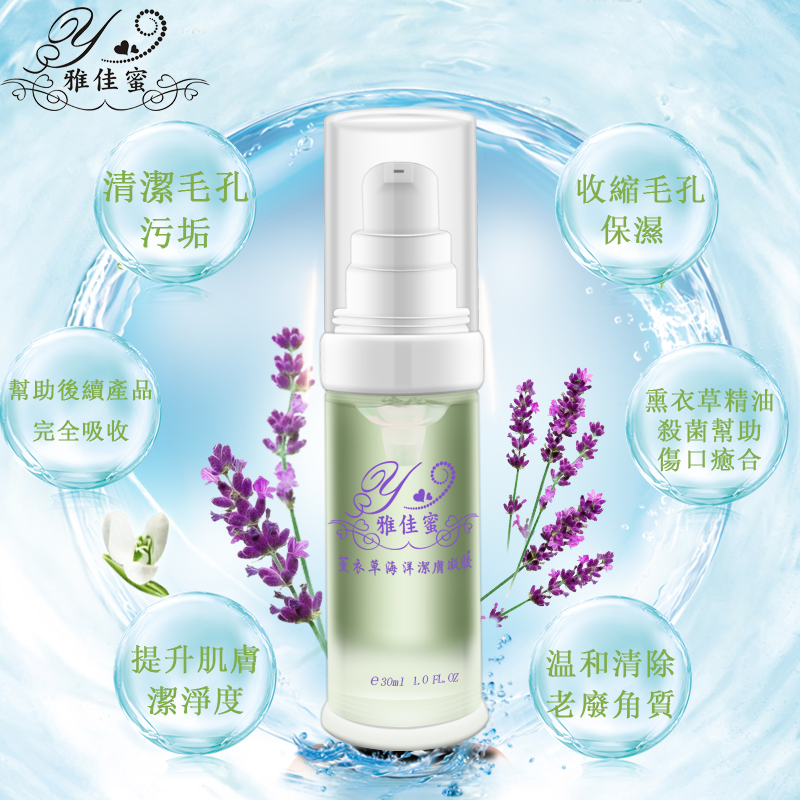 雅佳蜜
清潔毛孔
污垢
收縮毛孔
保濕
幫助後續產品
完全吸收
熏衣草精油
殺菌幫助
傷口癒合
雅佳蜜
薰衣草海洋潔膚凝膠
提升肌膚
潔淨度
温和清除
老廢角質
e 30ml 1.0 FL.OZ